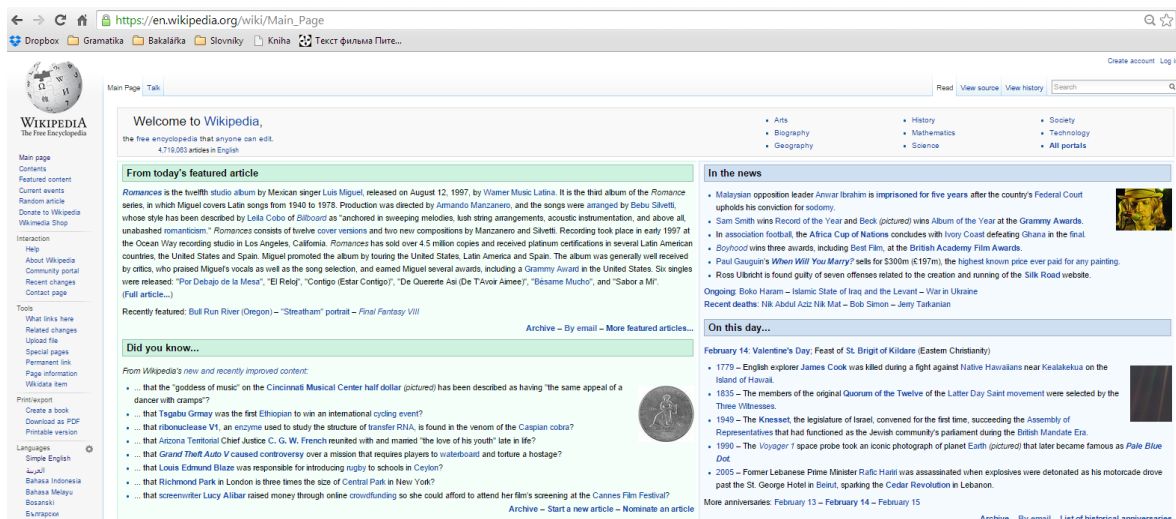 https://en.wikipedia.org/wiki/Main_Page
Dropbox Gramatika Bakalářka Slovníky Kniha Текст фильма Пите...
Create account Log i
Main Page Talk
Read View source View history Search
WIKIPEDIA
The Free Encyclopedia
Main page
Contents
Featured content
Current events
Random article
Donate to Wikipedia
Wikimedia Shop
Interaction
Help
About Wikipedia
Community portal
Recent changes
Contact page
Tools
What links here
Related changes
Upload file
Special pages
Permanent link
Page information
Wikidata item
Print/export
Create a book
Download as PDF
Printable version
Languages
Simple English
العربية
Bahasa Indonesia
Bahasa Melayu
Bosanski
Български
Welcome to Wikipedia,
the free encyclopedia that anyone can edit.
4,719,083 articles in English
• Arts
• Biography
• Geography
• History
• Mathematics
• Science
• Society
• Technology
• All portals
From today's featured article
Romances is the twelfth studio album by Mexican singer Luis Miguel, released on August 12, 1997, by Warner Music Latina. It is the third album of the Romance
series, in which Miguel covers Latin songs from 1940 to 1978. Production was directed by Armando Manzanero, and the songs were arranged by Bebu Silvetti,
whose style has been described by Leila Cobo of Billboard as "anchored in sweeping melodies, lush string arrangements, acoustic instrumentation, and above all,
unabashed romanticism." Romances consists of twelve cover versions and two new compositions by Manzanero and Silvetti. Recording took place in early 1997 at
the Ocean Way recording studio in Los Angeles, California. Romances has sold over 4.5 million copies and received platinum certifications in several Latin American
countries, the United States and Spain. Miguel promoted the album by touring the United States, Latin America and Spain. The album was generally well received
by critics, who praised Miguel's vocals as well as the song selection, and earned Miguel several awards, including a Grammy Award in the United States. Six singles
were released: "Por Debajo de la Mesa", "El Reloj", "Contigo (Estar Contigo)", "De Quererte Asi (De T'Avoir Aimee)", "Bésame Mucho", and "Sabor a Mi".
(Full article...)
Recently featured: Bull Run River (Oregon) – "Streatham" portrait – Final Fantasy VIII
Archive – By email – More featured articles...
Did you know...
From Wikipedia's new and recently improved content:
• ... that the "goddess of music" on the Cincinnati Musical Center half dollar (pictured) has been described as having "the same appeal of a
dancer with cramps"?
• ... that Tsgabu Grmay was the first Ethiopian to win an international cycling event?
• ... that ribonuclease V1, an enzyme used to study the structure of transfer RNA, is found in the venom of the Caspian cobra?
• ... that Arizona Territorial Chief Justice C. G. W. French reunited with and married "the love of his youth" late in life?
• ... that Grand Theft Auto V caused controversy over a mission that requires players to waterboard and torture a hostage?
• ... that Louis Edmund Blaze was responsible for introducing rugby to schools in Ceylon?
• ... that Richmond Park in London is three times the size of Central Park in New York?
• ... that screenwriter Lucy Alibar raised money through online crowdfunding so she could afford to attend her film's screening at the Cannes Film Festival?
Archive – Start a new article – Nominate an article
In the news
• Malaysian opposition leader Anwar Ibrahim is imprisoned for five years after the country's Federal Court
upholds his conviction for sodomy.
• Sam Smith wins Record of the Year and Beck (pictured) wins Album of the Year at the Grammy Awards.
• In association football, the Africa Cup of Nations concludes with Ivory Coast defeating Ghana in the final.
• Boyhood wins three awards, including Best Film, at the British Academy Film Awards.
• Paul Gauguin's When Will You Marry? sells for $300m (£197m), the highest known price ever paid for any painting.
• Ross Ulbricht is found guilty of seven offenses related to the creation and running of the Silk Road website.
Ongoing: Boko Haram – Islamic State of Iraq and the Levant – War in Ukraine
Recent deaths: Nik Abdul Aziz Nik Mat – Bob Simon – Jerry Tarkanian
On this day...
February 14: Valentine's Day; Feast of St. Brigit of Kildare (Eastern Christianity)
• 1779 – English explorer James Cook was killed during a fight against Native Hawaiians near Kealakekua on the
Island of Hawaii.
• 1835 – The members of the original Quorum of the Twelve of the Latter Day Saint movement were selected by the
Three Witnesses.
• 1949 – The Knesset, the legislature of Israel, convened for the first time, succeeding the Assembly of
Representatives that had functioned as the Jewish community's parliament during the British Mandate Era.
• 1990 – The Voyager 1 space probe took an iconic photograph of planet Earth (pictured) that later became famous as Pale Blue
Dot.
• 2005 – Former Lebanese Prime Minister Rafic Hariri was assassinated when explosives were detonated as his motorcade drove
past the St. George Hotel in Beirut, sparking the Cedar Revolution in Lebanon.
More anniversaries: February 13 – February 14 – February 15
Archive – By email – List of historical anniversaries